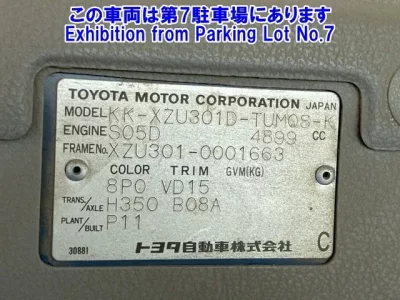 この車両は第7駐車場にあります
Exhibition from Parking Lot No.7
TOYOTA MOTOR CORPORATION JAPAN
MODEL KK-XZU301D-TUMQS-K
ENGINE S05D 4899 CC
FRAME No. XZU301-0001663
COLOR TRIM GVM(KG)
8P0 VD15
TRANS/AXLE H350 B08A
PLANT/BUILT P11
30881 トヨタ自動車株式会社 C